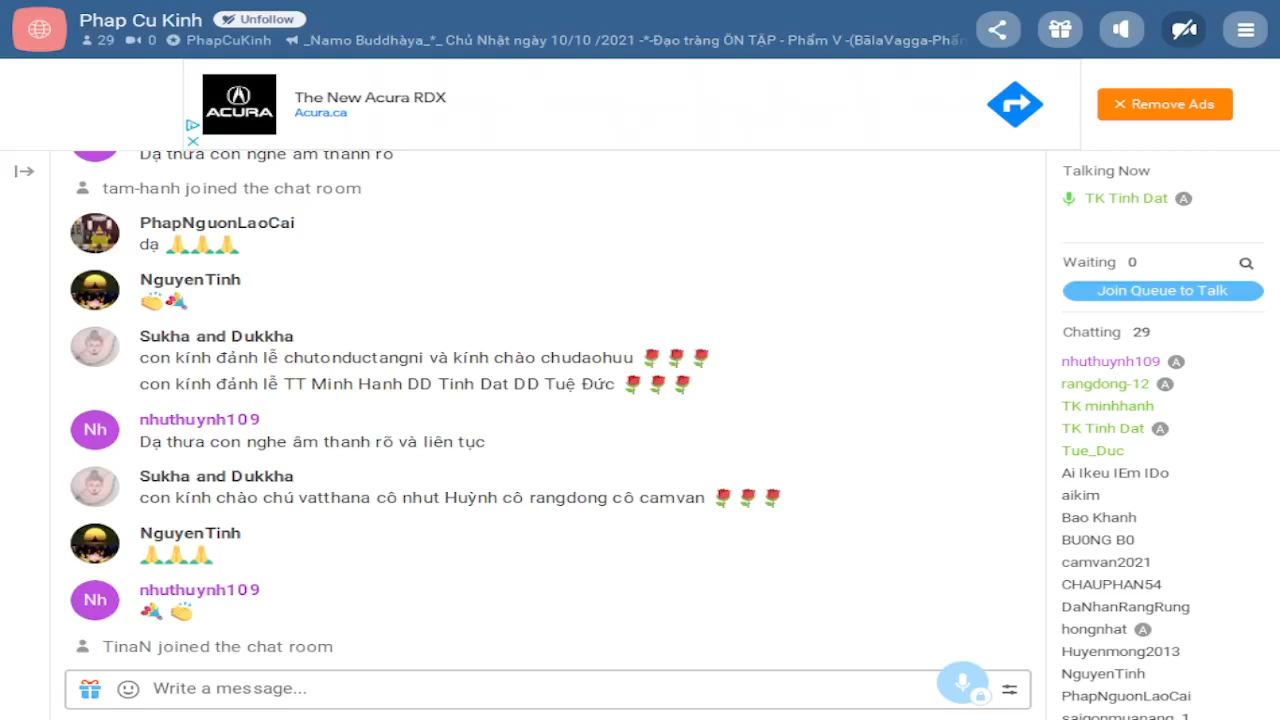 Phap Cu Kinh Unfollow
29 0 PhapCuKinh _Namo Buddhàya_*_ Chủ Nhật ngày 10/10 /2021 -*-Đạo tràng ÔN TẬP - Phẩm V -(BālaVagga-Phẩm
ACURA
The New Acura RDX
Acura.ca
Remove Ads
Dạ thưa con nghe âm thanh rõ
tam-hanh joined the chat room
PhapNguonLaoCai
dạ 🙏🙏🙏
NguyenTinh
👏💐
Sukha and Dukkha
con kính đảnh lễ chutonductangni và kính chào chudaohuu 🌹🌹🌹
con kính đảnh lễ TT Minh Hanh DD Tinh Dat DD Tuệ Đức 🌹🌹🌹
Nh
nhuthuynh109
Dạ thưa con nghe âm thanh rõ và liên tục
Sukha and Dukkha
con kính chào chú vatthana cô nhut Huỳnh cô rangdong cô camvan 🌹🌹🌹
NguyenTinh
🙏🙏🙏
Nh
nhuthuynh109
💐👏
TinaN joined the chat room
Write a message...
Talking Now
TK Tinh Dat A
Waiting 0
Join Queue to Talk
Chatting 29
nhuthuynh109 A
rangdong-12 A
TK minhhanh
TK Tinh Dat A
Tue_Duc
Ai Ikeu IEm IDo
aikim
Bao Khanh
BU0NG B0
camvan2021
CHAUPHAN54
DaNhanRangRung
hongnhat A
Huyenmong2013
NguyenTinh
PhapNguonLaoCai
saigonmuanang_1